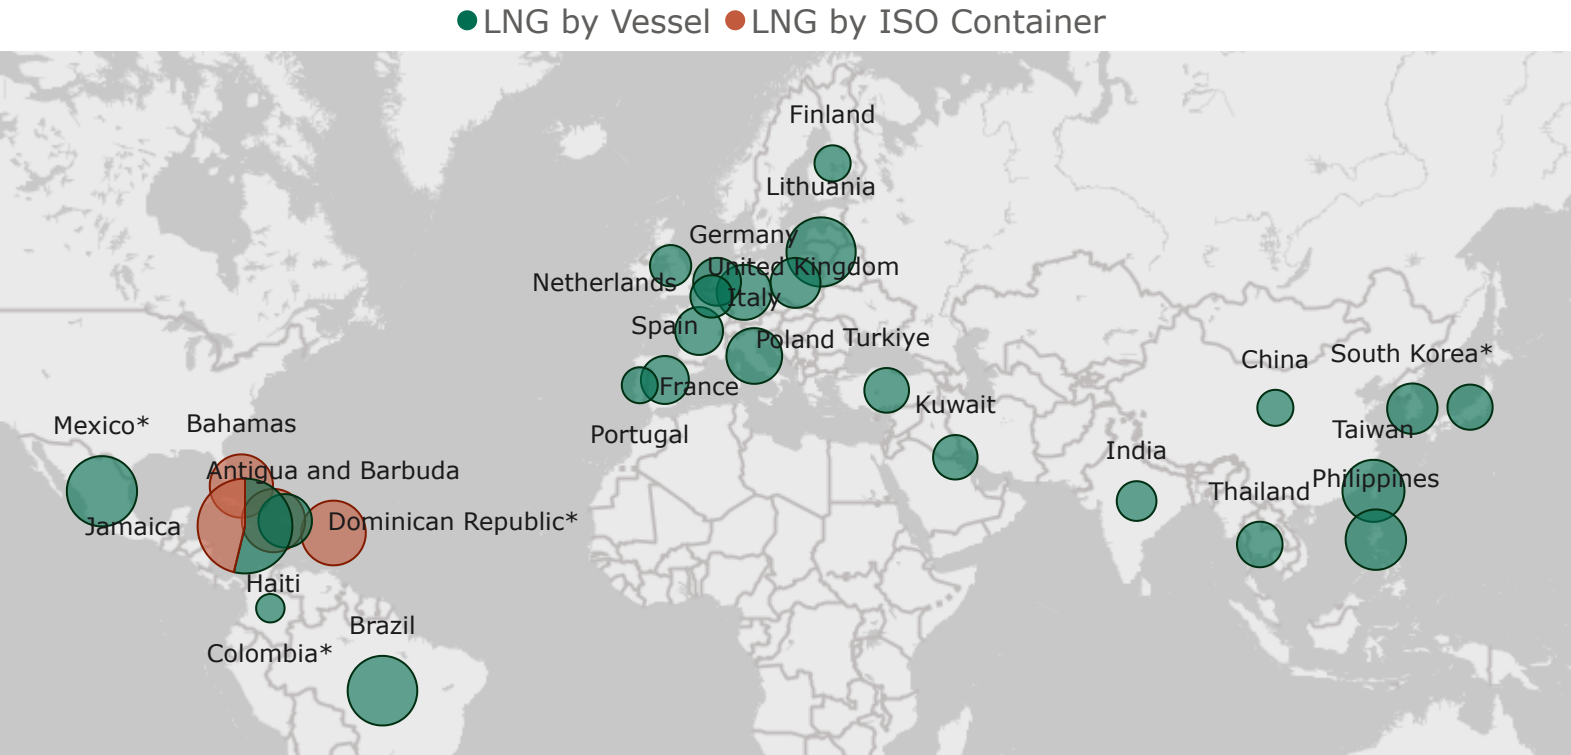 LNG by Vessel LNG by ISO Container
Finland
Lithuania
Germany
United Kingdom
Netherlands
Italy
Spain
Poland
Turkiye
France
Portugal
Kuwait
China
South Korea*
Taiwan
India
Philippines
Thailand
Mexico*
Bahamas
Antigua and Barbuda
Jamaica
Dominican Republic*
Haiti
Brazil
Colombia*